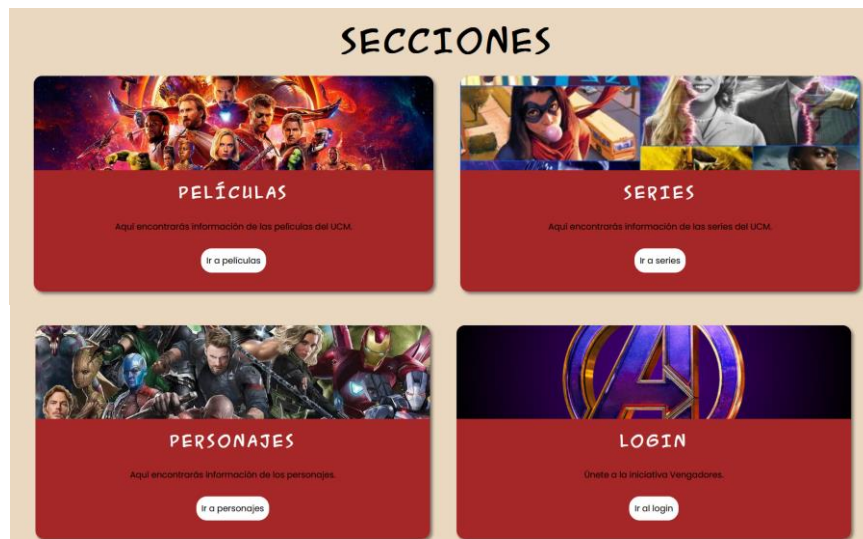 SECCIONES
PELÍCULAS
Aquí encontrarás información de las películas del UCM.
Ir a películas
SERIES
Aquí encontrarás información de las series del UCM.
Ir a series
PERSONAJES
Aquí encontrarás información de los personajes.
Ir a personajes
LOGIN
Únete a la iniciativa Vengadores.
Ir al login